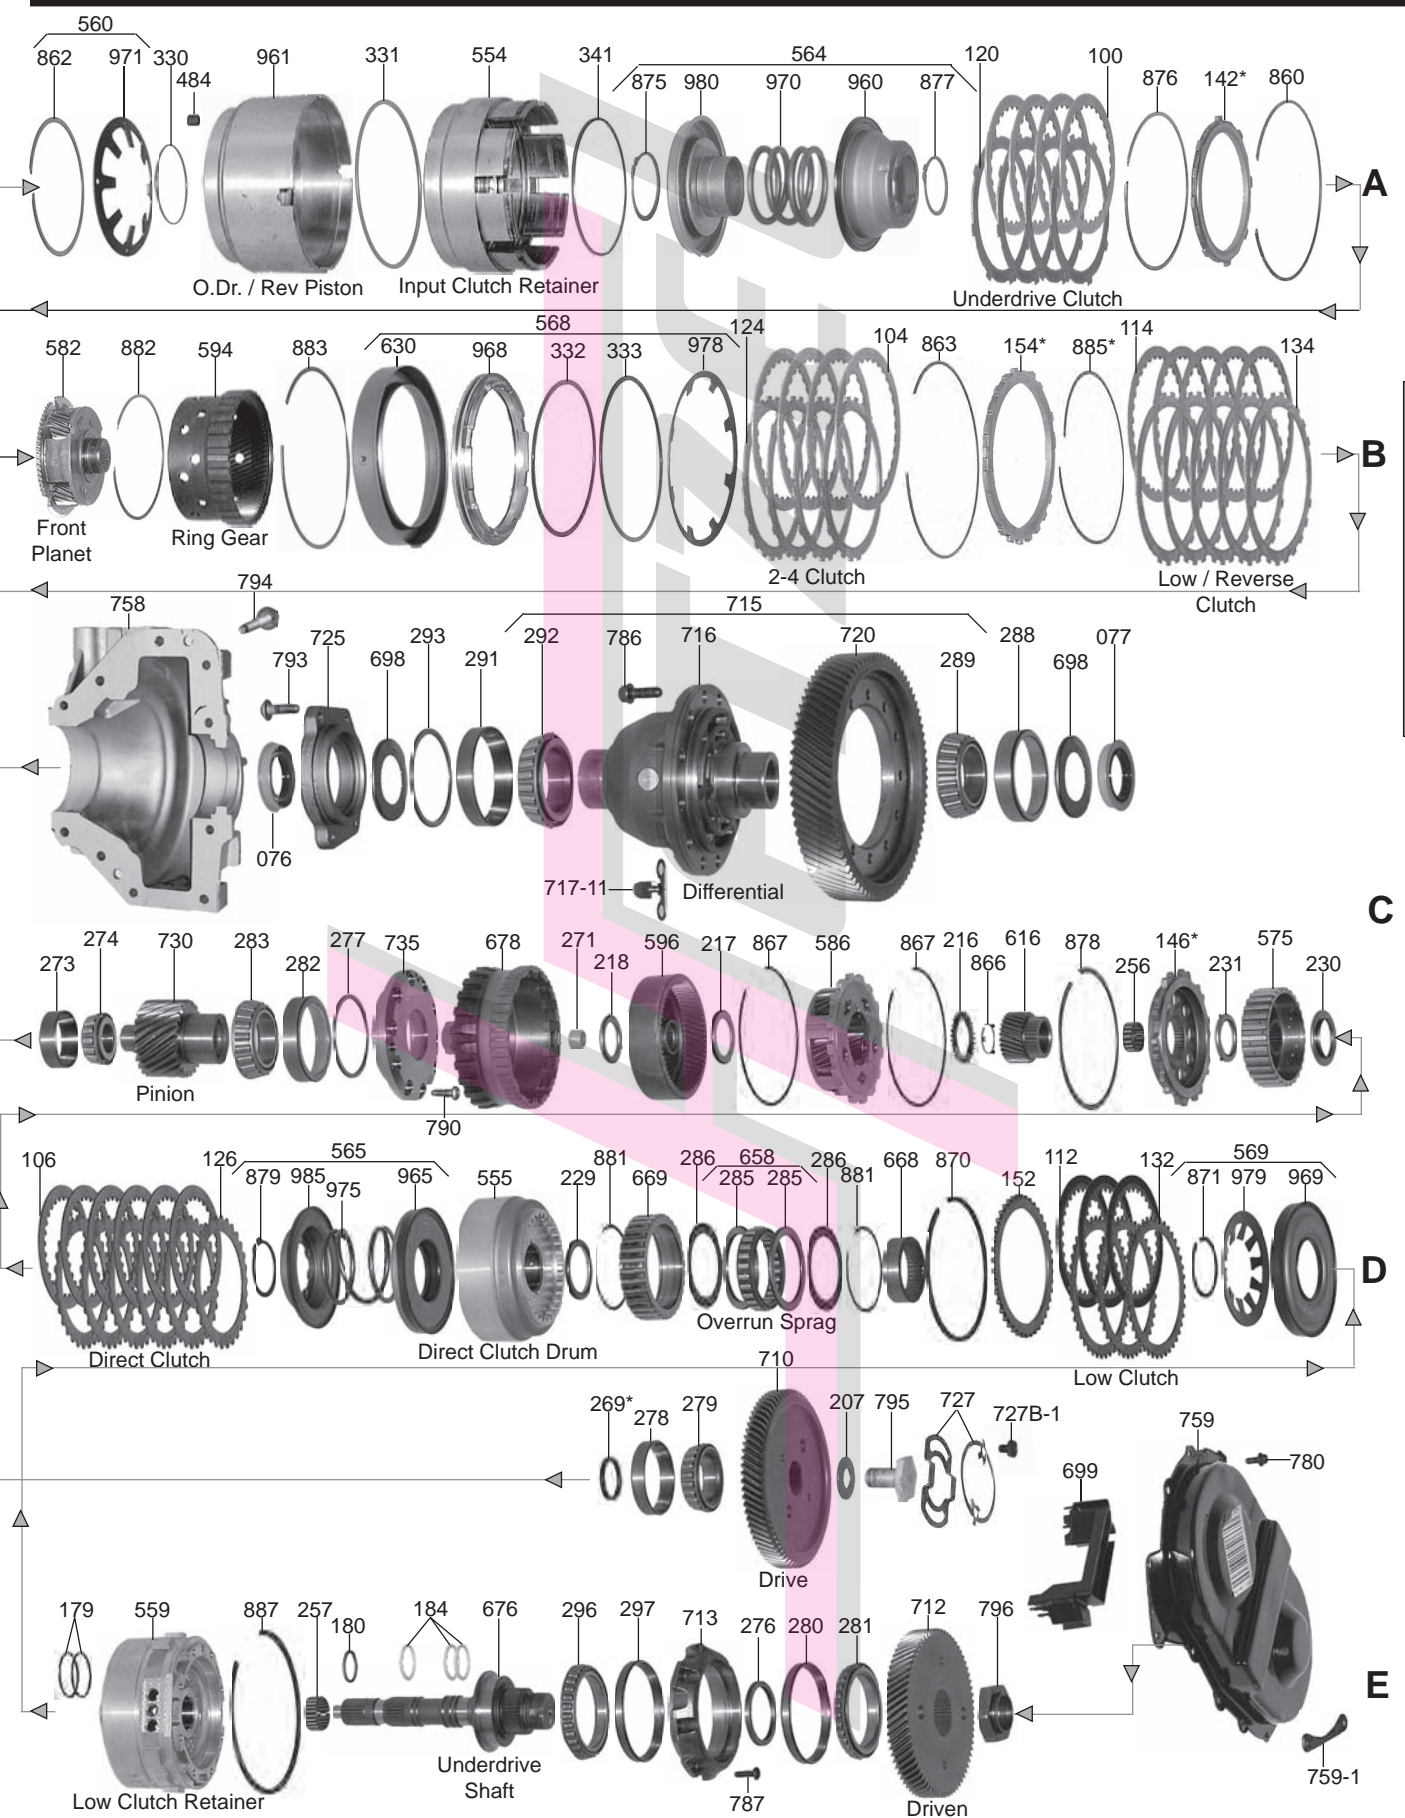 560
564
862 971 330 961 331 554 341 120 100
484 875 980 970 960 877 876 142* 860
A
O.Dr. / Rev Piston Input Clutch Retainer Underdrive Clutch
568 124 114
582 882 594 883 630 968 332 333 978 104 863 154* 885* 134
B
Front
Planet
Ring Gear
2-4 Clutch
Low / Reverse
Clutch
794
758 715
725 293 292 786 716 720 288 077
793 698 291 289 698
076
717-11 Differential
C
274 730 283 277 735 678 271 596 217 867 586 867 216 616 878 146* 575
273 282 218 866 256 231 230
Pinion
790
106 126 565 881 286 658 286 112 132 569
879 985 975 965 555 229 669 285 285 881 668 870 152 871 979 969
D
Overrun Sprag
Direct Clutch Direct Clutch Drum
Low Clutch
710
269* 278 279 207 795 727 727B-1 759
780
699
Drive
179 559 887 257 180 184 676 296 297 713 276 280 281 712 796
E
Underdrive
Shaft
759-1
Low Clutch Retainer 787 Driven